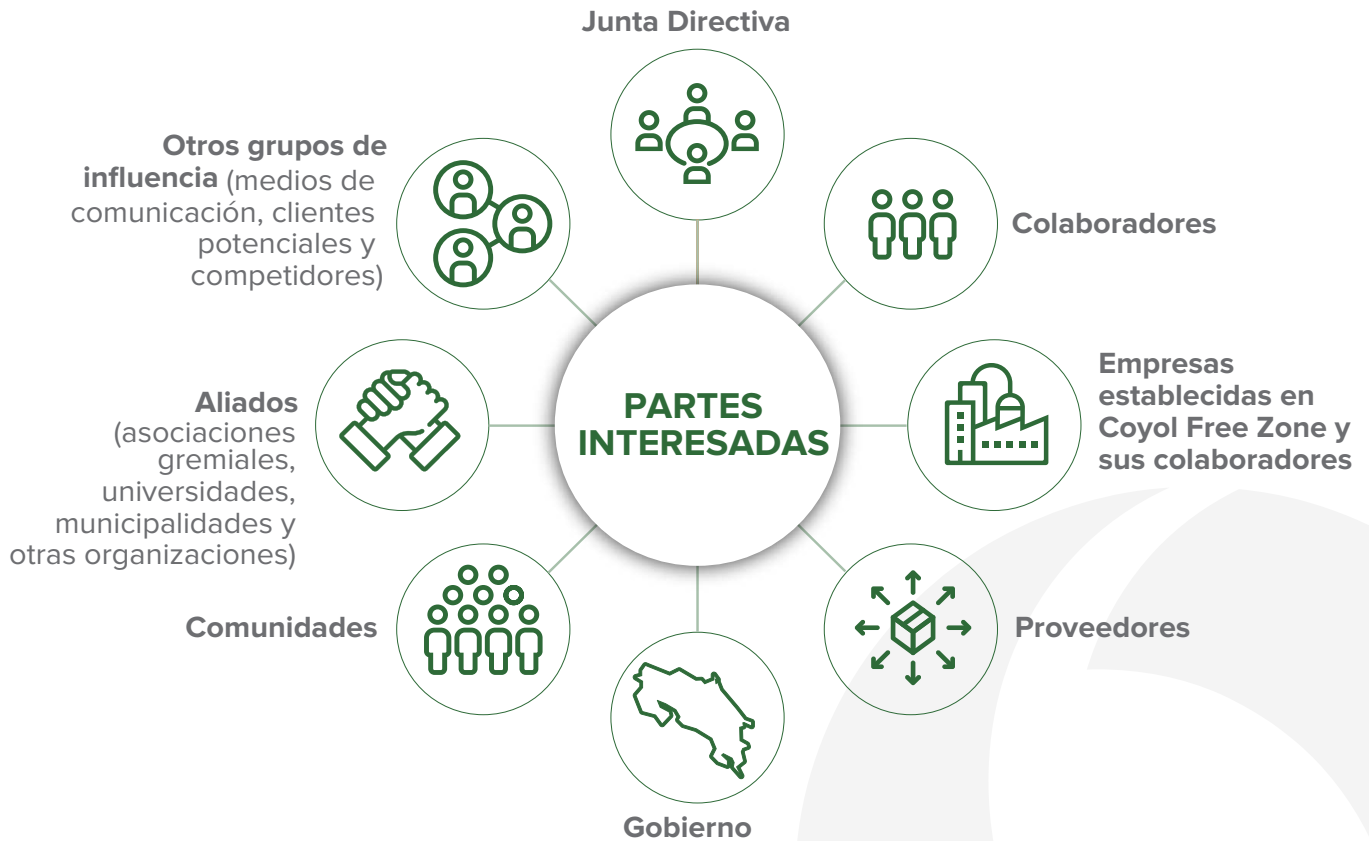 Junta Directiva
Otros grupos de
influencia (medios de
comunicación, clientes
potenciales y
competidores)
Colaboradores
Aliados
(asociaciones
gremiales,
universidades,
municipalidades y
otras organizaciones)
PARTES
INTERESADAS
Empresas
establecidas en
Coyol Free Zone y
sus colaboradores
Comunidades
Proveedores
Gobierno